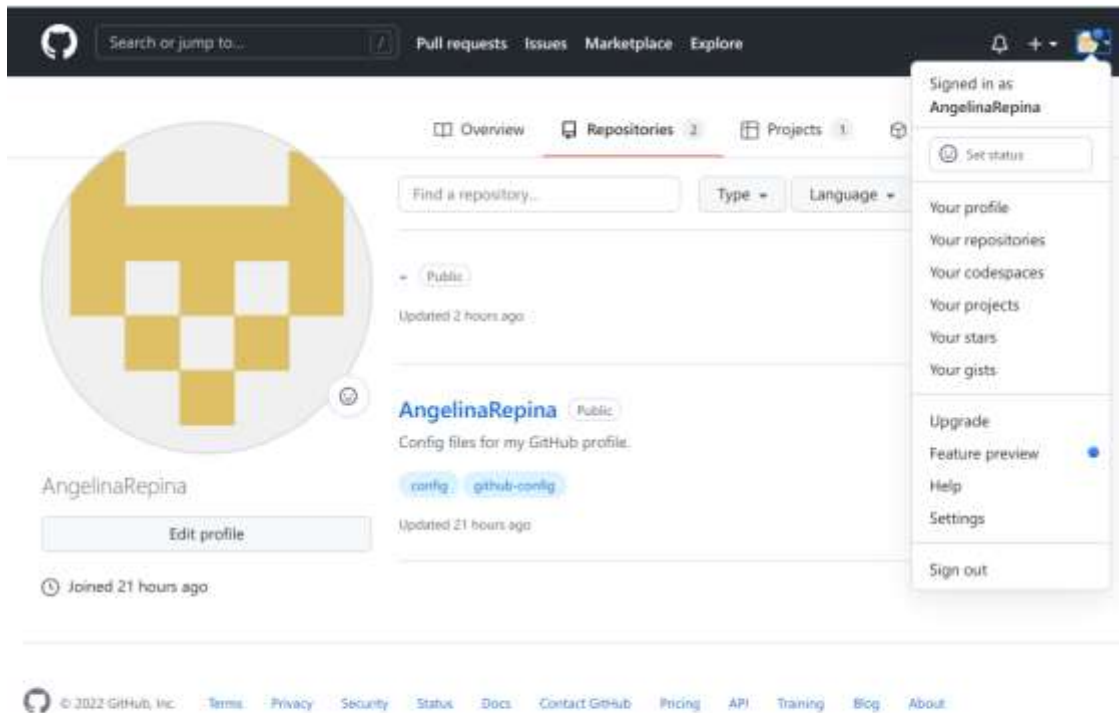 Search or jump to... / Pull requests Issues Marketplace Explore
Signed in as
AngelinaRepina
Overview Repositories 2 Projects 1
Set status
Find a repository... Type Language
Your profile
Your repositories
Your codespaces
Your projects
Your stars
Your gists
Upgrade
Feature preview
Help
Settings
Sign out
- Public
Updated 2 hours ago
AngelinaRepina Public
Config files for my GitHub profile.
config github-config
Updated 21 hours ago
AngelinaRepina
Edit profile
Joined 21 hours ago
© 2022 GitHub, Inc. Terms Privacy Security Status Docs Contact GitHub Pricing API Training Blog About